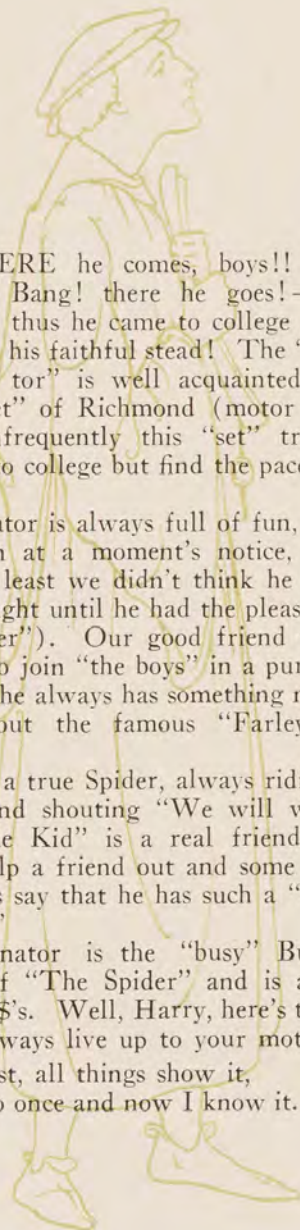 ERE he comes, boys!!
Bang! there he goes!—
thus he came to college
his faithful stead! The "
tor" is well acquainted
t" of Richmond (motor
frequently this "set" tr
o college but find the pace
ator is always full of fun,
n at a moment's notice,
least we didn't think he
ght until he had the pleas
er"). Our good friend
o join "the boys" in a pun
he always has something n
out the famous "Farley
a true Spider, always ridi
nd shouting "We will w
e Kid" is a real friend
lp a friend out and some
s say that he has such a "
"
nator is the "busy" Bu
f "The Spider" and is a
$'s. Well, Harry, here's t
ways live up to your mot
st, all things show it,
o once and now I know it.